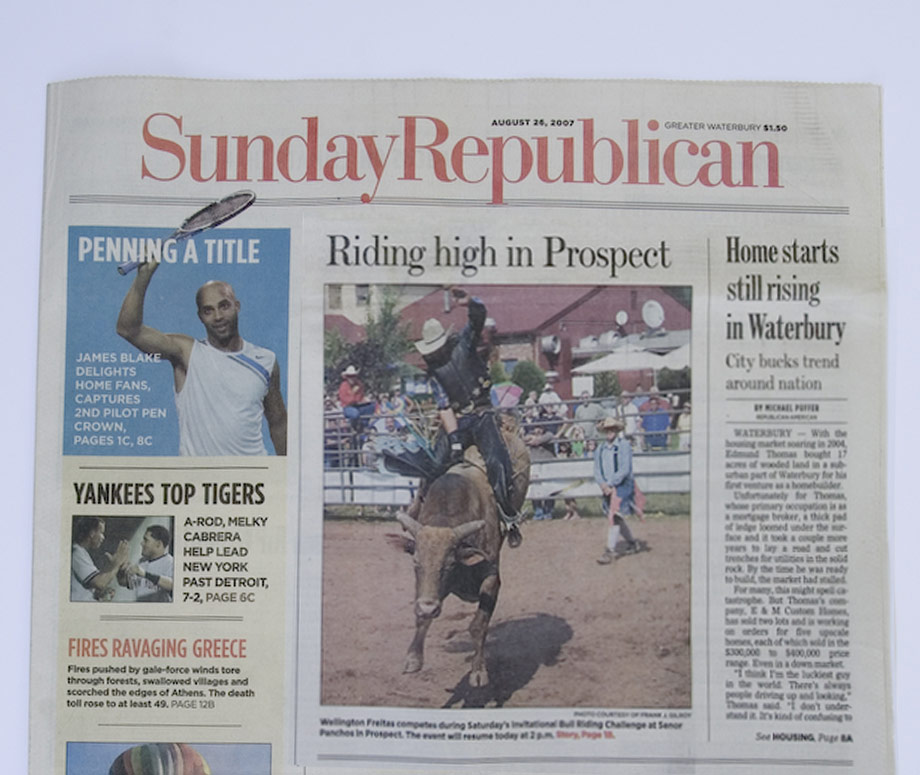 AUGUST 26, 2007
GREATER WATERBURY $1.50
Sunday Republican
PENNING A TITLE
JAMES BLAKE
DELIGHTS
HOME FANS,
CAPTURES
2ND PILOT PEN
CROWN,
PAGES 1C, 8C
YANKEES TOP TIGERS
A-ROD, MELKY
CABRERA
HELP LEAD
NEW YORK
PAST DETROIT,
7-2, PAGE 6C
FIRES RAVAGING GREECE
Fires pushed by gale-force winds tore
through forests, swallowed villages and
scorched the edges of Athens. The death
toll rose to at least 49. PAGE 12B
Riding high in Prospect
PHOTO COURTESY OF FRANK J. GILROY
Wellington Freitas competes during Saturday's Invitational Bull Riding Challenge at Senor
Panchos in Prospect. The event will resume today at 2 p.m. Story, Page 1B.
Home starts
still rising
in Waterbury
City bucks trend
around nation
BY MICHAEL PUFFER
REPUBLICAN-AMERICAN
WATERBURY — With the
housing market soaring in 2004,
Edmund Thomas bought 17
acres of wooded land in a sub-
urban part of Waterbury for his
first venture as a homebuilder.
Unfortunately for Thomas,
whose primary occupation is as
a mortgage broker, a thick pad
of ledge loomed under the sur-
face and it took a couple more
years to lay a road and cut
trenches for utilities in the solid
rock. By the time he was ready
to build, the market had stalled.
For many, this might spell ca-
tastrophe. But Thomas's com-
pany, E & M Custom Homes,
has sold two lots and is working
on orders for five upscale
homes, each of which sold in the
$300,000 to $400,000 price
range. Even in a down market.
"I think I'm the luckiest guy
in the world. There's always
people driving up and looking,"
Thomas said. "I don't under-
stand it. It's kind of confusing to
See HOUSING, Page 8A